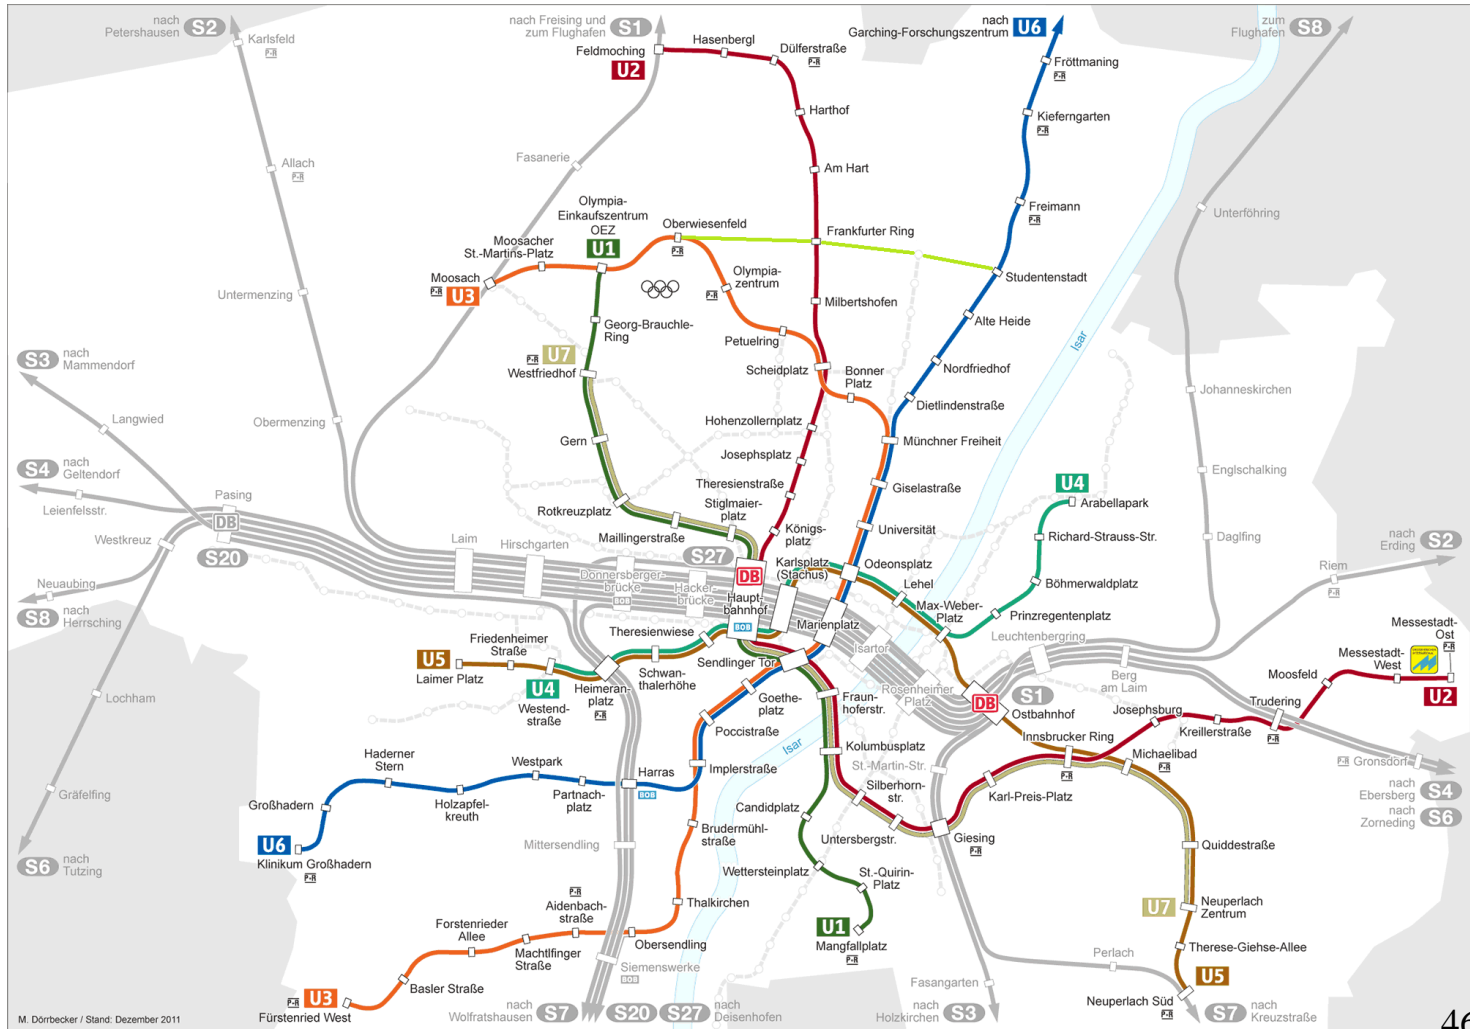 nach
Petershausen
S2
Karlsfeld
P+R
nach Freising und
zum Flughafen
S1
Feldmoching
U2
Hasenbergl
Dülferstraße
P+R
nach
Garching-Forschungszentrum
U6
Fröttmaning
P+R
zum
Flughafen
S8
Harthof
Kieferngarten
P+R
Allach
P+R
Fasanerie
Am Hart
Freimann
P+R
Unterföhring
Olympia-
Einkaufszentrum
OEZ
U1
Oberwiesenfeld
P+R
Frankfurter Ring
Moosacher
St.-Martins-Platz
Moosach
P+R
U3
Olympia-
zentrum
P+R
Studentenstadt
Untermenzing
Milbertshofen
Alte Heide
Georg-Brauchle-
Ring
Petuelring
Isar
S3
nach
Mammendorf
P+R
U7
Westfriedhof
Scheidplatz
Bonner
Platz
Nordfriedhof
Johanneskirchen
Dietlindenstraße
Langwied
Obermenzing
Hohenzollernplatz
Gern
Münchner Freiheit
Josephsplatz
S4
nach
Geltendorf
Englschalking
Leienfelsstr.
Pasing
DB
Theresienstraße
Giselastraße
U4
Arabellapark
Stiglmaier-
platz
Rotkreuzplatz
Maillingerstraße
Königs-
platz
Universität
Richard-Strauss-Str.
Daglfing
nach
Erding
S2
Westkreuz
S20
Laim
Hirschgarten
S27
Donnersberger-
brücke
BOB
Hacker-
brücke
DB
Haupt-
bahnhof
BOB
Karlsplatz
(Stachus)
Odeonsplatz
Lehel
Böhmerwaldplatz
Riem
P+R
Neuaubing
S8
nach
Herrsching
Max-Weber-
Platz
Prinzregentenplatz
Marienplatz
Leuchtenbergring
Messestadt-
Ost
P+R
Theresienwiese
Isartor
Friedenheimer
Straße
U5
Laimer Platz
Sendlinger Tor
Messestadt-
West
Berg
am Laim
Moosfeld
U2
U4
Westend-
straße
Heimeran-
platz
P+R
Schwan-
thalerhöhe
Goethe-
platz
Fraun-
hoferstr.
Rosenheimer
Platz
DB
S1
Ostbahnhof
Josephsburg
Trudering
P+R
Kreillerstraße
Lochham
Poccistraße
Isar
Innsbrucker Ring
P+R
Kolumbusplatz
St.-Martin-Str.
Michaelibad
P+R
P+R
Gronsdorf
Haderner
Stern
Westpark
Harras
BOB
Implerstraße
nach
Ebersberg
S4
Gräfelfing
Großhadern
Holzapfel-
kreuth
Partnach-
platz
Silberhorn-
str.
Karl-Preis-Platz
nach
Zorneding
S6
Candidplatz
Brudermühl-
straße
Untersbergstr.
Giesing
P+R
Quiddestraße
U6
Klinikum Großhadern
P+R
Mittersendling
S6
nach
Tutzing
Wettersteinplatz
St.-Quirin-
Platz
P+R
Aidenbach-
straße
Thalkirchen
U7
Neuperlach
Zentrum
Forstenrieder
Allee
Machtlfinger
Straße
Obersendling
U1
Mangfallplatz
P+R
Therese-Giehse-Allee
Perlach
Siemenswerke
BOB
U5
Basler Straße
Fasangarten
P+R
U3
Fürstenried West
Neuperlach Süd
P+R
nach
Wolfratshausen
S7
S20
S27
nach
Deisenhofen
nach
Holzkirchen
S3
S7
nach
Kreuzstraße
M. Dörrbecker / Stand: Dezember 2011
46